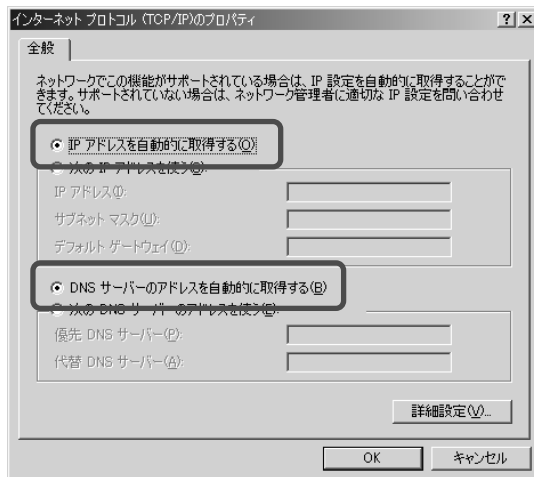 インターネット プロトコル (TCP/IP)のプロパティ
全般
ネットワークでこの機能がサポートされている場合は、IP 設定を自動的に取得することがで
きます。サポートされていない場合は、ネットワーク管理者に適切な IP 設定を問い合わせ
てください。
IP アドレスを自動的に取得する(O)
次の IP アドレスを使う(S):
IP アドレス(I):
サブネット マスク(U):
デフォルト ゲートウェイ(D):
DNS サーバーのアドレスを自動的に取得する(B)
次の DNS サーバーのアドレスを使う(E):
優先 DNS サーバー(P):
代替 DNS サーバー(A):
詳細設定(V)...
OK
キャンセル